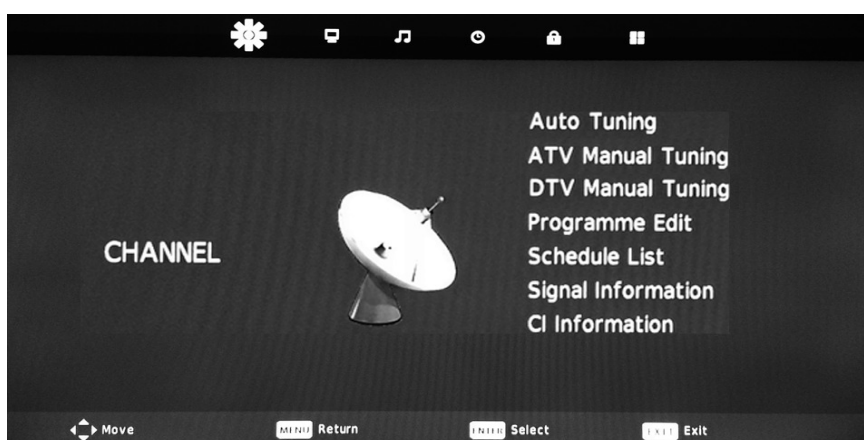 CHANNEL
Auto Tuning
ATV Manual Tuning
DTV Manual Tuning
Programme Edit
Schedule List
Signal Information
CI Information
Move MENU Return ENTER Select EXIT Exit